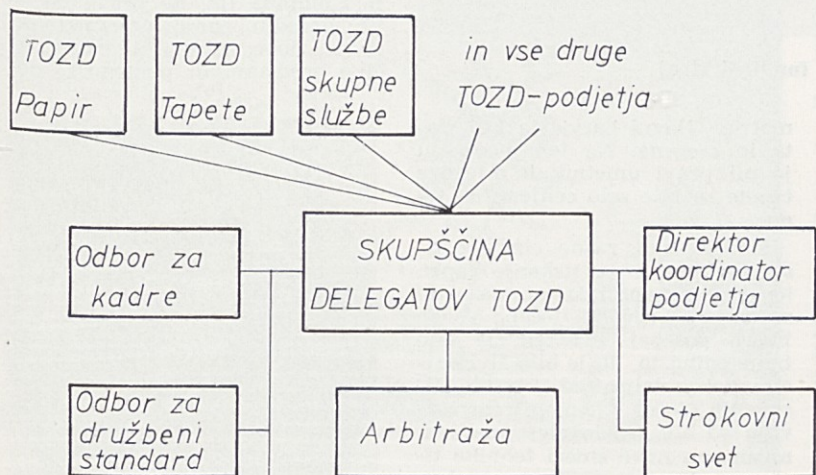 TOZD
Papir
TOZD
Tapete
TOZD
skupne
službe
in vse druge
TOZD-podjetja
SKUPŠČINA
DELEGATOV TOZD
Odbor za
kadre
Direktor
koordinator
podjetja
Odbor za
družbeni
standard
Arbitraža
Strokovni
svet